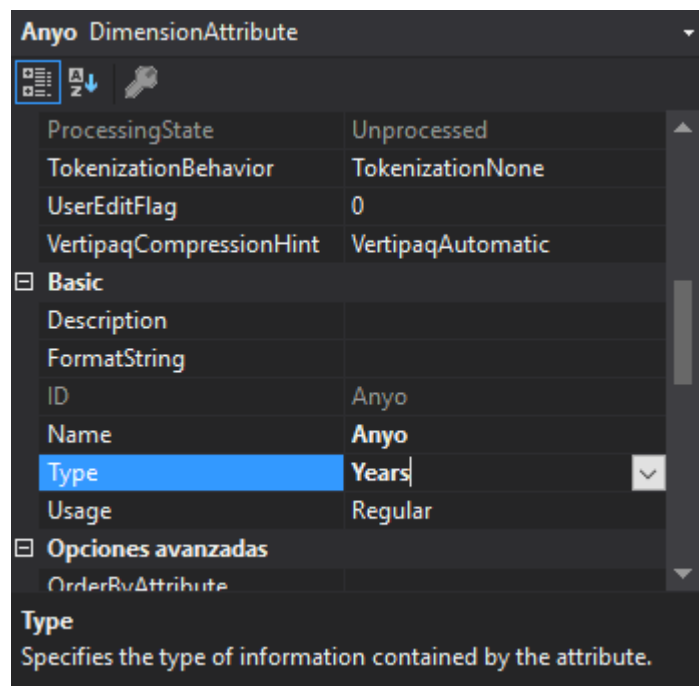 Anyo DimensionAttribute
ProcessingState Unprocessed
TokenizationBehavior TokenizationNone
UserEditFlag 0
VertipaqCompressionHint VertipaqAutomatic
Basic
Description
FormatString
ID Anyo
Name Anyo
Type Years
Usage Regular
Opciones avanzadas
OrderByAttribute
Type
Specifies the type of information contained by the attribute.